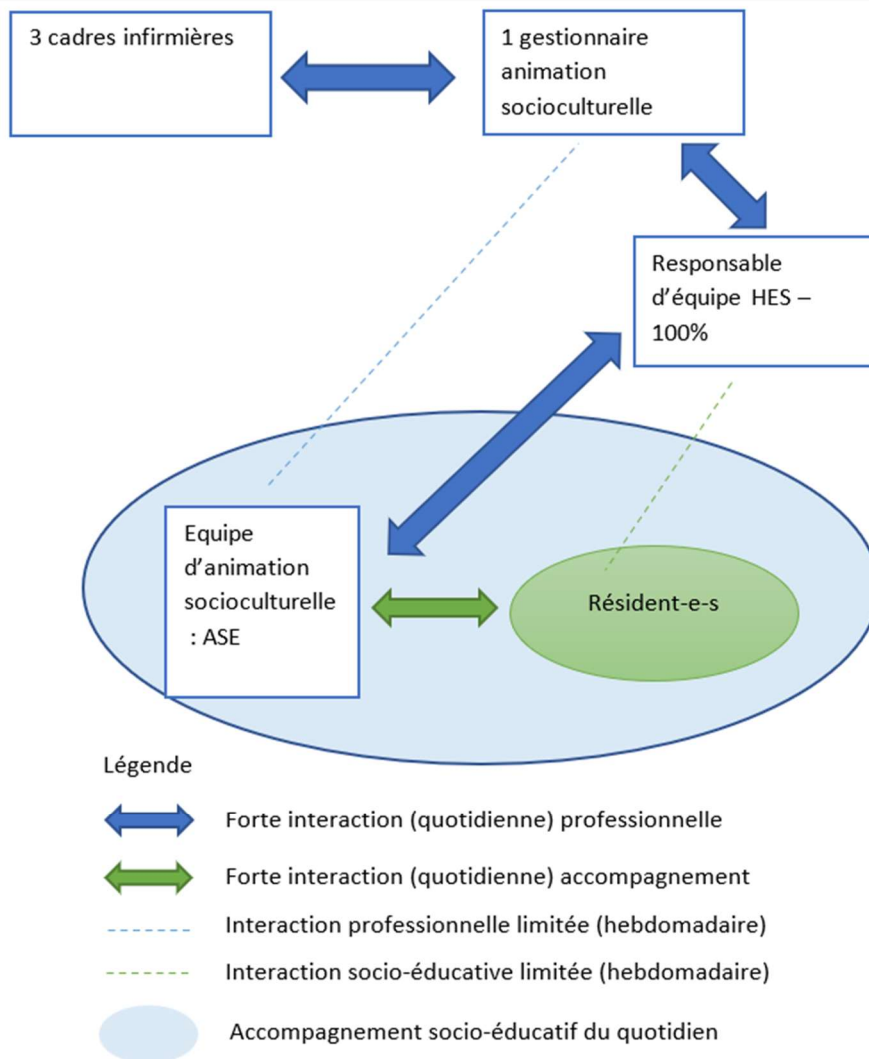 3 cadres infirmières
1 gestionnaire
animation
socioculturelle
Responsable
d’équipe HES –
100%
Equipe
d’animation
socioculturelle
: ASE
Résident-e-s
Légende
Forte interaction (quotidienne) professionnelle
Forte interaction (quotidienne) accompagnement
Interaction professionnelle limitée (hebdomadaire)
Interaction socio-éducative limitée (hebdomadaire)
Accompagnement socio-éducatif du quotidien